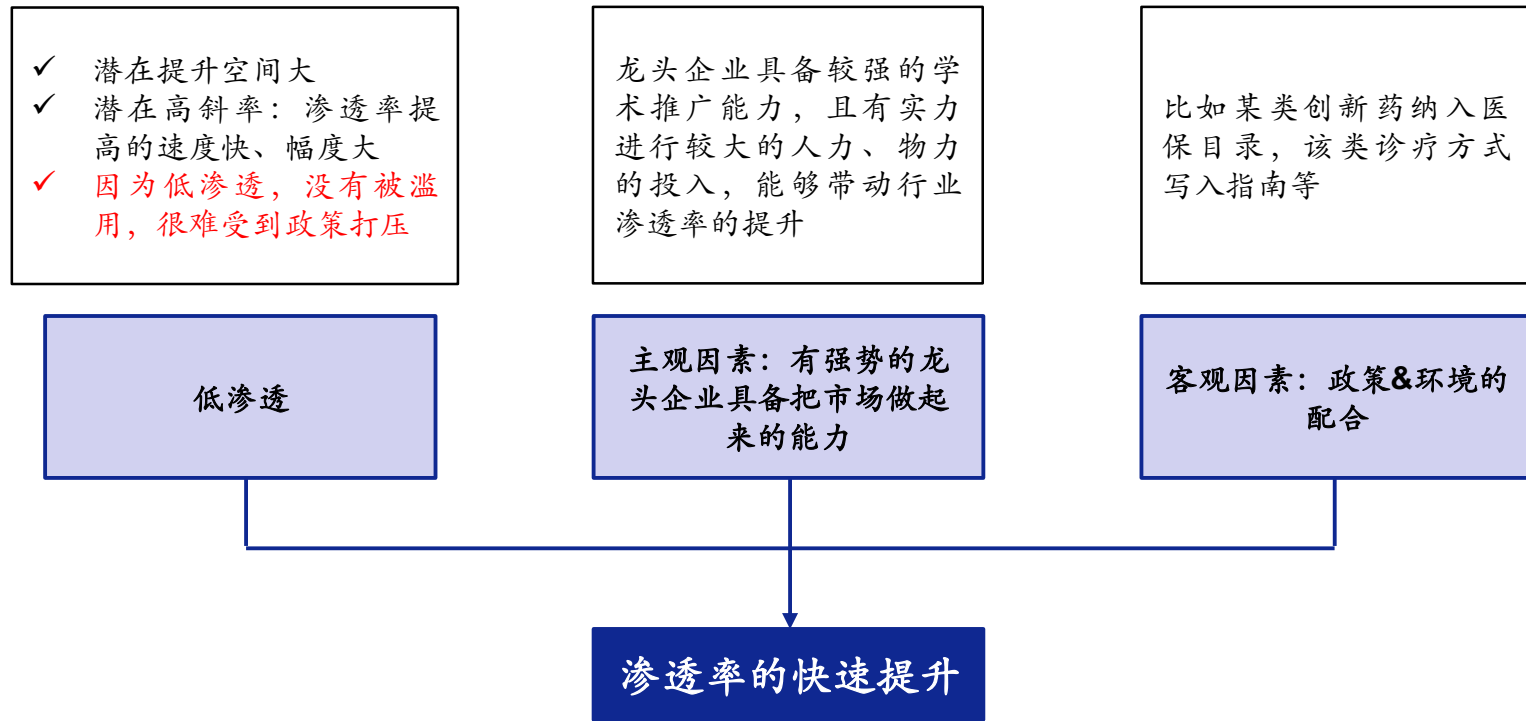 ✓ 潜在提升空间大
✓ 潜在高斜率：渗透率提
高的速度快、幅度大
✓ 因为低渗透，没有被滥
用，很难受到政策打压
龙头企业具备较强的学
术推广能力，且有实力
进行较大的人力、物力
的投入，能够带动行业
渗透率的提升
比如某类创新药纳入医
保目录，该类诊疗方式
写入指南等
低渗透
主观因素：有强势的龙
头企业具备把市场做起
来的能力
客观因素：政策&环境的
配合
渗透率的快速提升